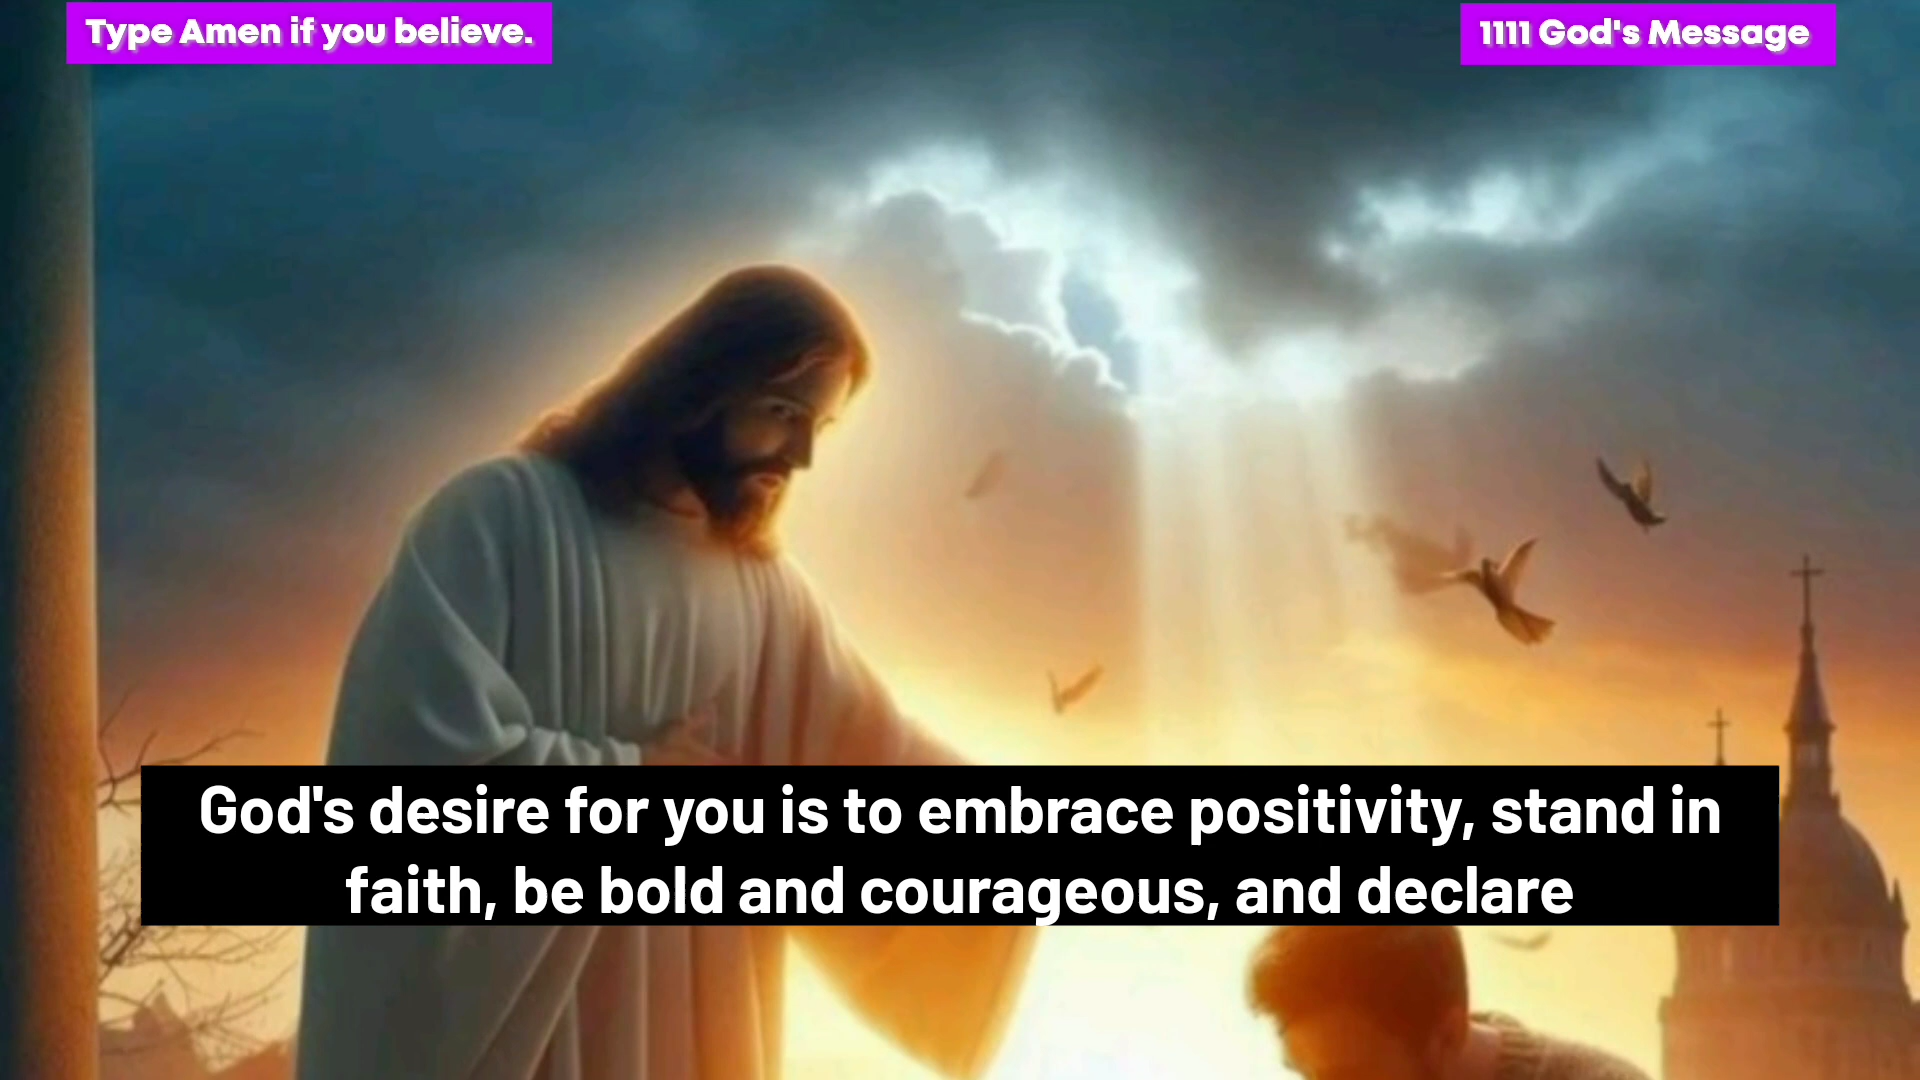 Type Amen if you believe.
1111 God's Message
God's desire for you is to embrace positivity, stand in
faith, be bold and courageous, and declare